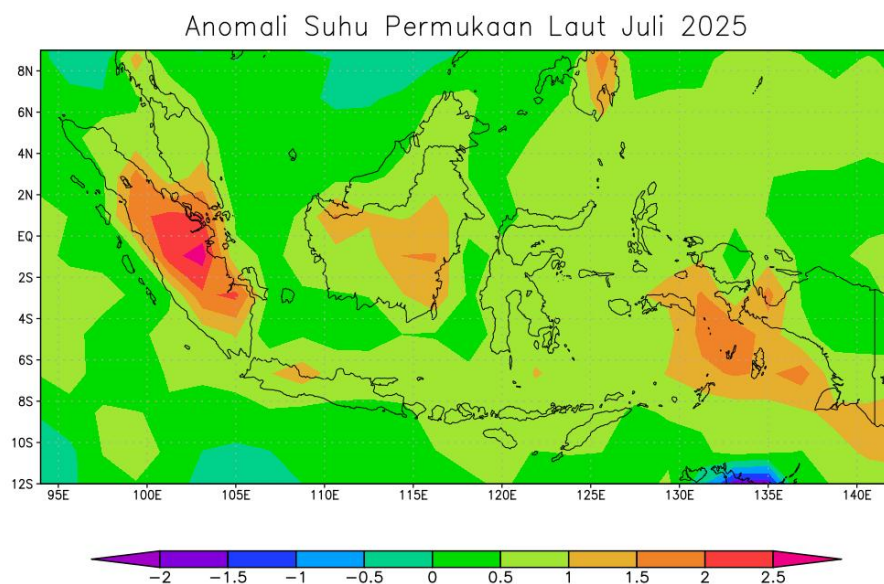 Anomali Suhu Permukaan Laut Juli 2025
8N
6N
4N
2N
EQ
2S
4S
6S
8S
10S
12S
95E 100E 105E 110E 115E 120E 125E 130E 135E 140E
−2 −1.5 −1 −0.5 0 0.5 1 1.5 2 2.5